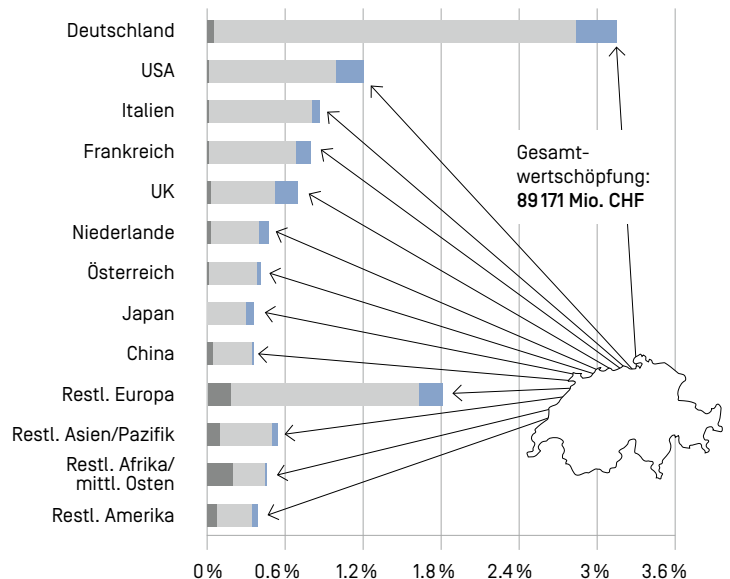 Deutschland
USA
Italien
Frankreich
Gesamt-
wertschöpfung:
89 171 Mio. CHF
UK
Niederlande
Österreich
Japan
China
Restl. Europa
Restl. Asien/Pazifik
Restl. Afrika/
mittl. Osten
Restl. Amerika
0 % 0.6 % 1.2 % 1.8 % 2.4 % 3 % 3.6 %